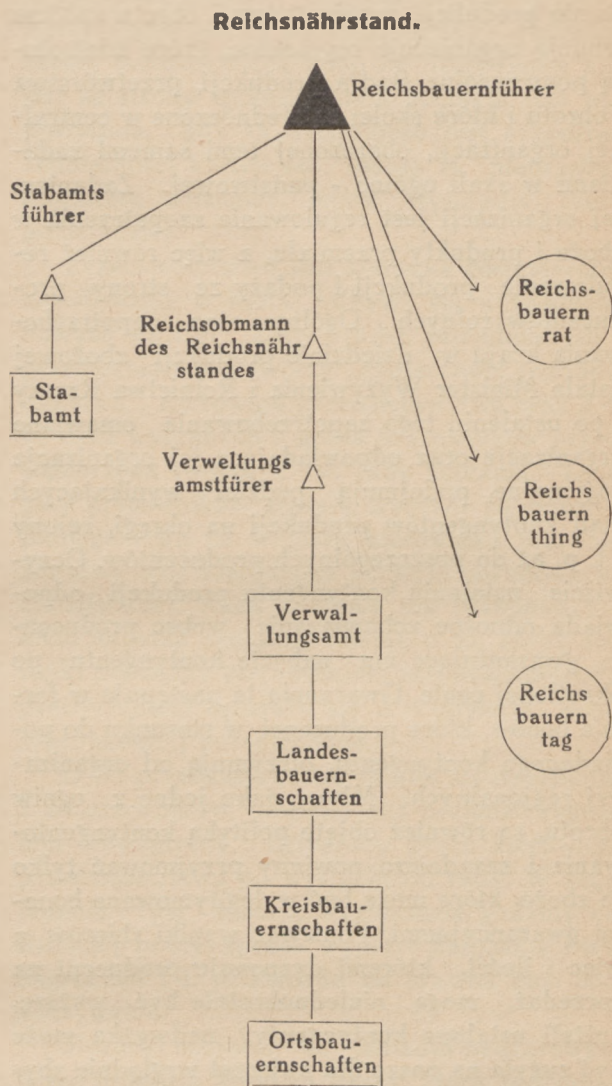 Reichsnährstand.
Reichsbauernführer
Stabamts
führer
Reichsobmann
des Reichsnähr
standes
Reichs-
bauern
rat
Sta-
bamt
Verweltungs
amstfürer
Reichs
bauern
thing
Verwal-
lungsamt
Reichs
bauern
tag
Landes-
bauern-
schaften
Kreisbau-
ernschaften
Ortsbau-
ernschaften